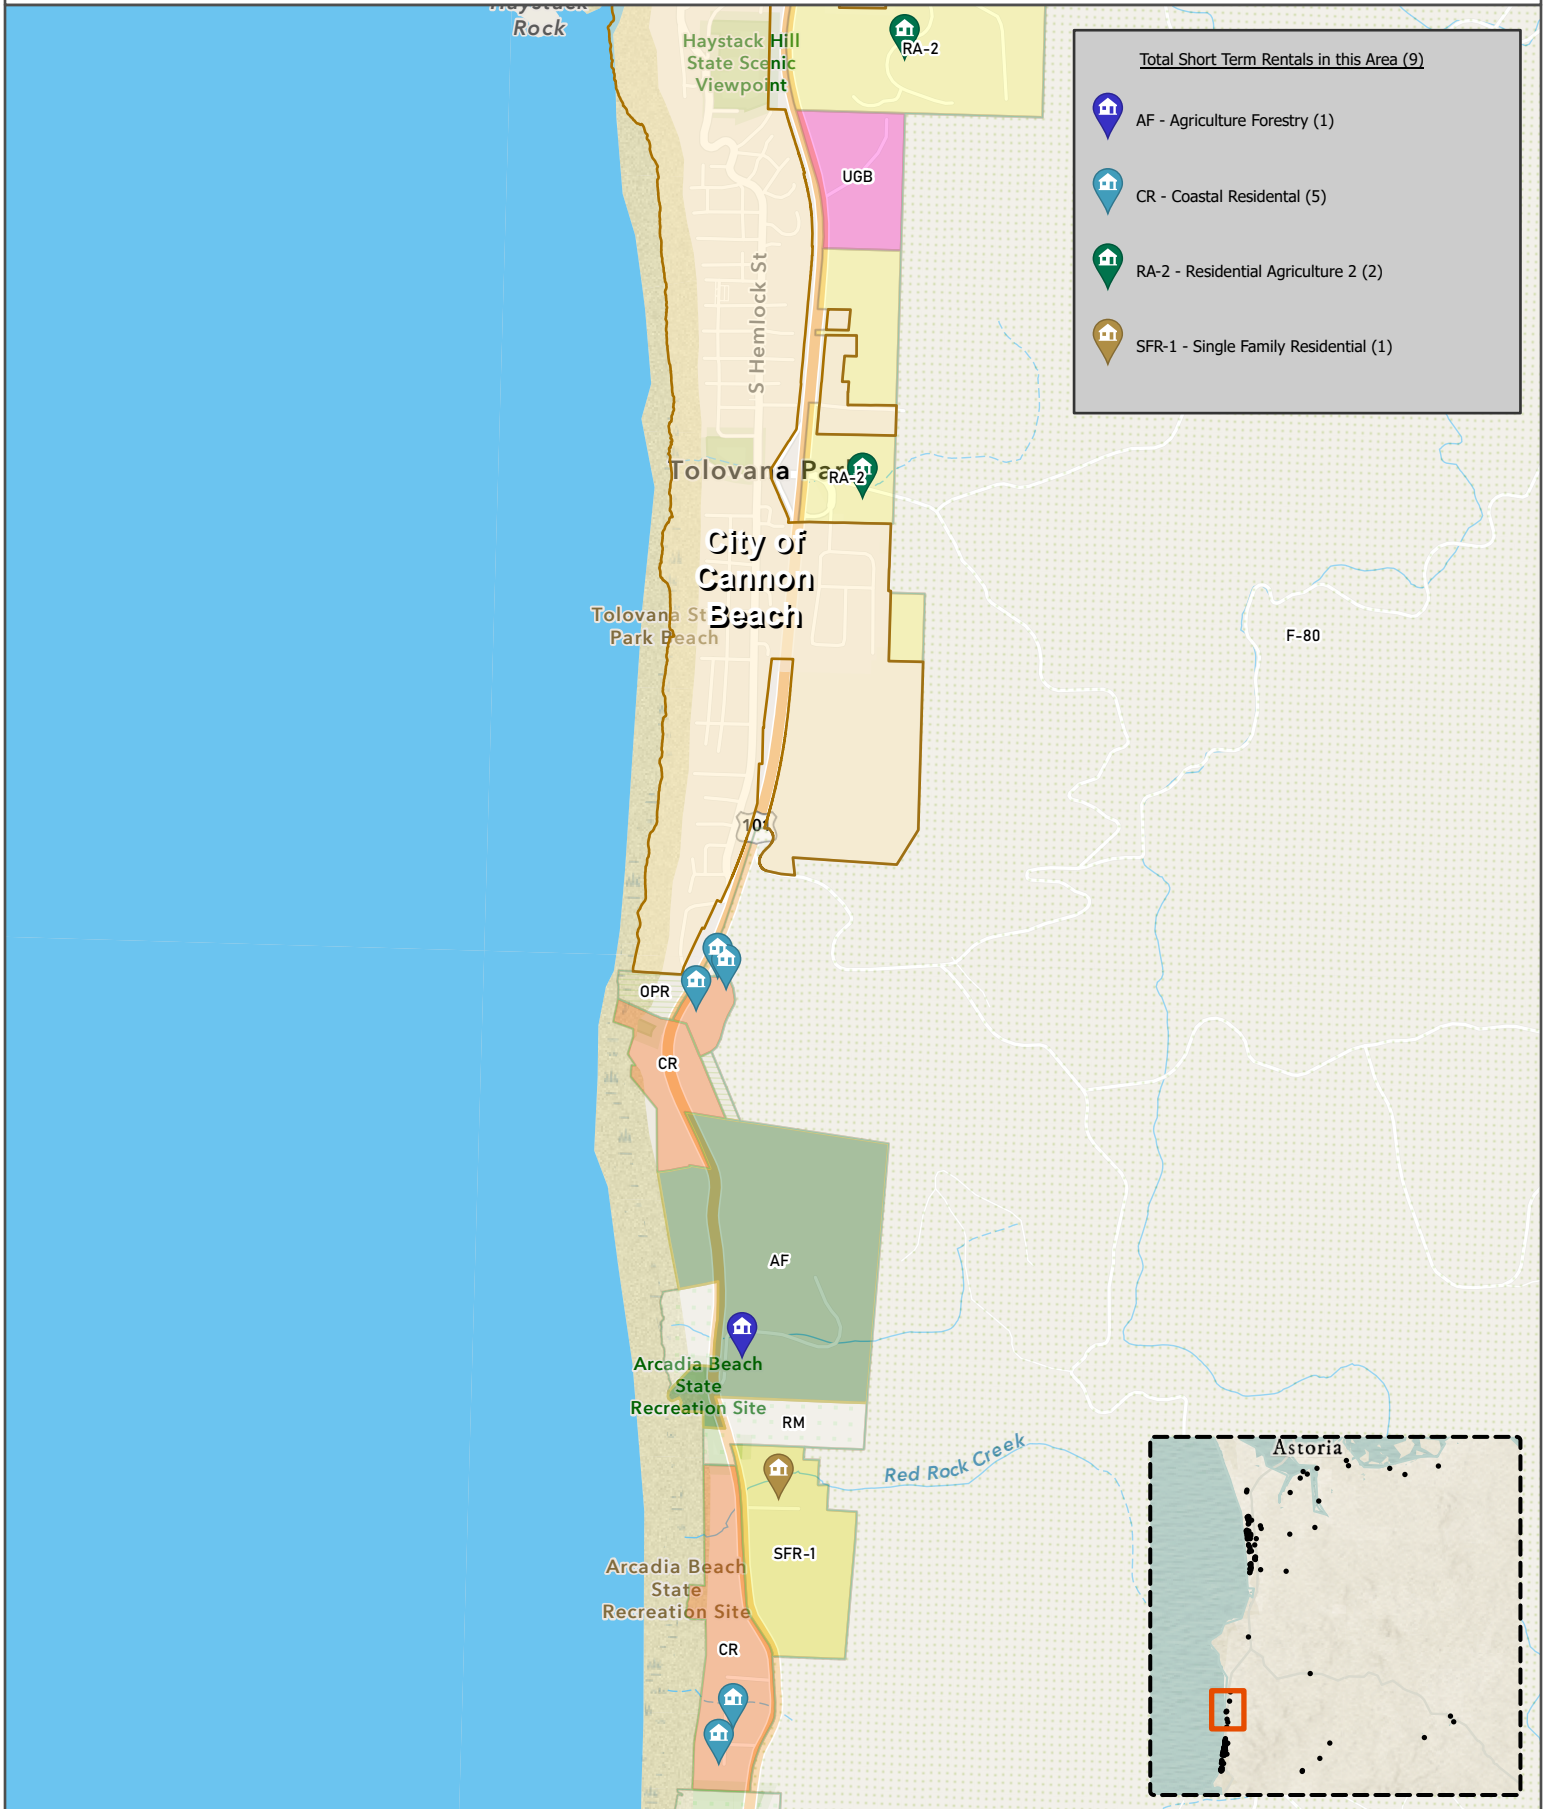 Haystack
Rock
Haystack Hill
State Scenic
Viewpoint
RA-2
Total Short Term Rentals in this Area (9)
AF - Agriculture Forestry (1)
CR - Coastal Residental (5)
RA-2 - Residential Agriculture 2 (2)
SFR-1 - Single Family Residential (1)
UGB
S Hemlock St
Tolovana Par
RA-2
City of
Cannon
Beach
Tolovana St
Park Beach
F-80
101
OPR
CR
AF
Arcadia Beach
State
Recreation Site
RM
Red Rock Creek
SFR-1
Arcadia Beach
State
Recreation Site
CR
Astoria